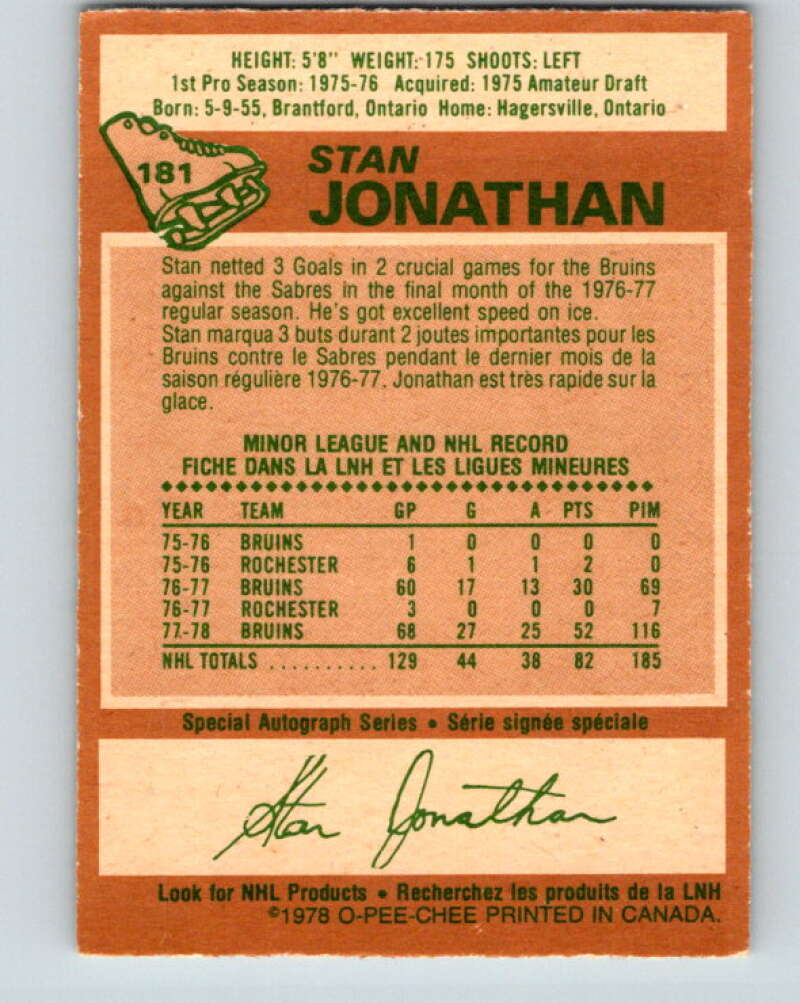 HEIGHT: 5'8" WEIGHT: 175 SHOOTS: LEFT
1st Pro Season: 1975-76 Acquired: 1975 Amateur Draft
Born: 5-9-55, Brantford, Ontario Home: Hagersville, Ontario
181
STAN
JONATHAN
Stan netted 3 Goals in 2 crucial games for the Bruins
against the Sabres in the final month of the 1976-77
regular season. He's got excellent speed on ice.
Stan marqua 3 buts durant 2 joutes importantes pour les
Bruins contre le Sabres pendant le dernier mois de la
saison régulière 1976-77. Jonathan est très rapide sur la
glace.
MINOR LEAGUE AND NHL RECORD
FICHE DANS LA LNH ET LES LIGUES MINEURES
YEAR TEAM GP G A PTS PIM
75-76 BRUINS 1 0 0 0 0
75-76 ROCHESTER 6 1 1 2 0
76-77 BRUINS 60 17 13 30 69
76-77 ROCHESTER 3 0 0 0 7
77-78 BRUINS 68 27 25 52 116
NHL TOTALS .......... 129 44 38 82 185
Special Autograph Series • Série signée spéciale
Stan Jonathan
Look for NHL Products • Recherchez les produits de la LNH
©1978 O-PEE-CHEE PRINTED IN CANADA.